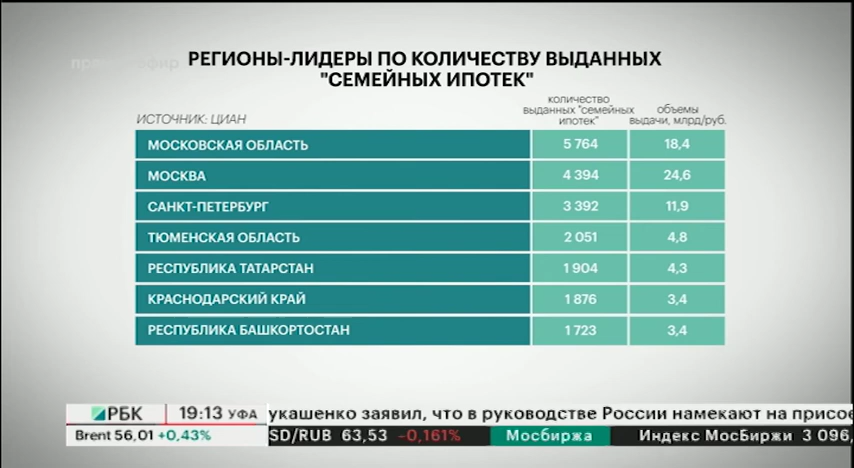 прямой эфир
РЕГИОНЫ-ЛИДЕРЫ ПО КОЛИЧЕСТВУ ВЫДАННЫХ
"СЕМЕЙНЫХ ИПОТЕК"
ИСТОЧНИК: ЦИАН
количество
выданных "семейных
ипотек"
объемы
выдачи, млрд/руб.
МОСКОВСКАЯ ОБЛАСТЬ 5 764 18,4
МОСКВА 4 394 24,6
САНКТ-ПЕТЕРБУРГ 3 392 11,9
ТЮМЕНСКАЯ ОБЛАСТЬ 2 051 4,8
РЕСПУБЛИКА ТАТАРСТАН 1 904 4,3
КРАСНОДАРСКИЙ КРАЙ 1 876 3,4
РЕСПУБЛИКА БАШКОРТОСТАН 1 723 3,4
РБК 19:13 УФА укашенко заявил, что в руководстве России намекают на присое
Brent 56,01 +0,43% SD/RUB 63,53 -0,161% Мосбиржа Индекс МосБиржи 3 096,